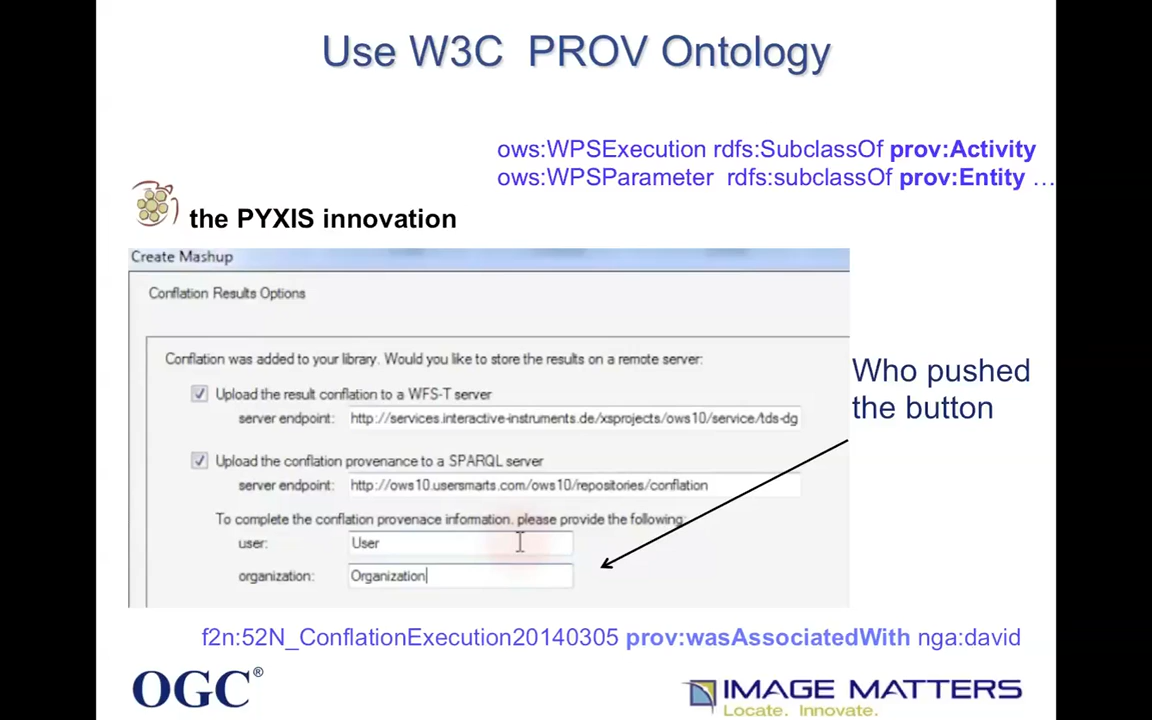 Use W3C PROV Ontology
ows:WPSExecution rdfs:SubclassOf prov:Activity
ows:WPSParameter rdfs:subclassOf prov:Entity …
the PYXIS innovation
Create Mashup
Conflation Results Options
Conflation was added to your library. Would you like to store the results on a remote server:
Upload the result conflation to a WFS-T server
server endpoint: http://services.interactive-instruments.de/xsprojects/ows10/service/tds-dg
Who pushed
the button
Upload the conflation provenance to a SPARQL server
server endpoint: http://ows10.usersmarts.com/ows10/repositories/conflation
To complete the conflation provenace information, please provide the following:
user: User
organization: Organization
f2n:52N_ConflationExecution20140305 prov:wasAssociatedWith nga:david
OGC®
IMAGE MATTERS
Locate. Innovate.